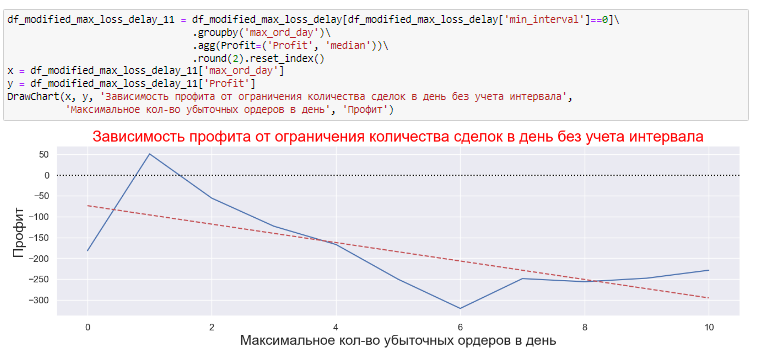 df_modified_max_loss_delay_11 = df_modified_max_loss_delay[df_modified_max_loss_delay['min_interval']==0]\
.groupby('max_ord_day')\
.agg(Profit=('Profit', 'median'))\
.round(2).reset_index()
x = df_modified_max_loss_delay_11['max_ord_day']
y = df_modified_max_loss_delay_11['Profit']
DrawChart(x, y, 'Зависимость профита от ограничения количества сделок в день без учета интервала',
'Максимальное кол-во убыточных ордеров в день', 'Профит')
Зависимость профита от ограничения количества сделок в день без учета интервала
Профит
50
0
−50
−100
−150
−200
−250
−300
0 2 4 6 8 10
Максимальное кол-во убыточных ордеров в день